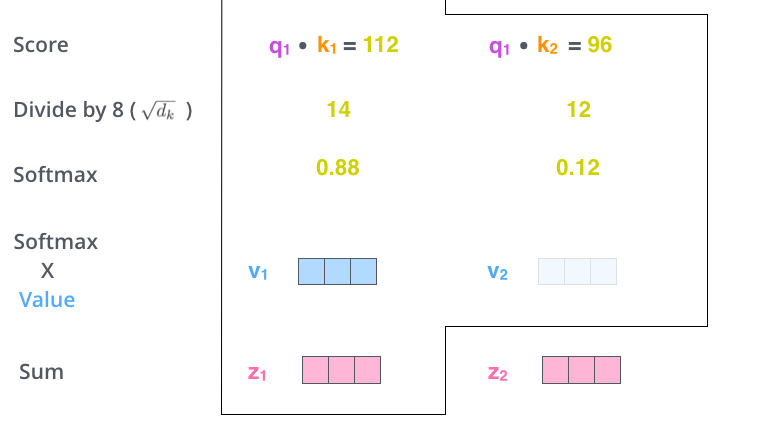 Score q₁ • k₁ = 112 q₁ • k₂ = 96
Divide by 8 ( √dₖ ) 14 12
Softmax 0.88 0.12
Softmax
X
Value
v₁ v₂
Sum z₁ z₂